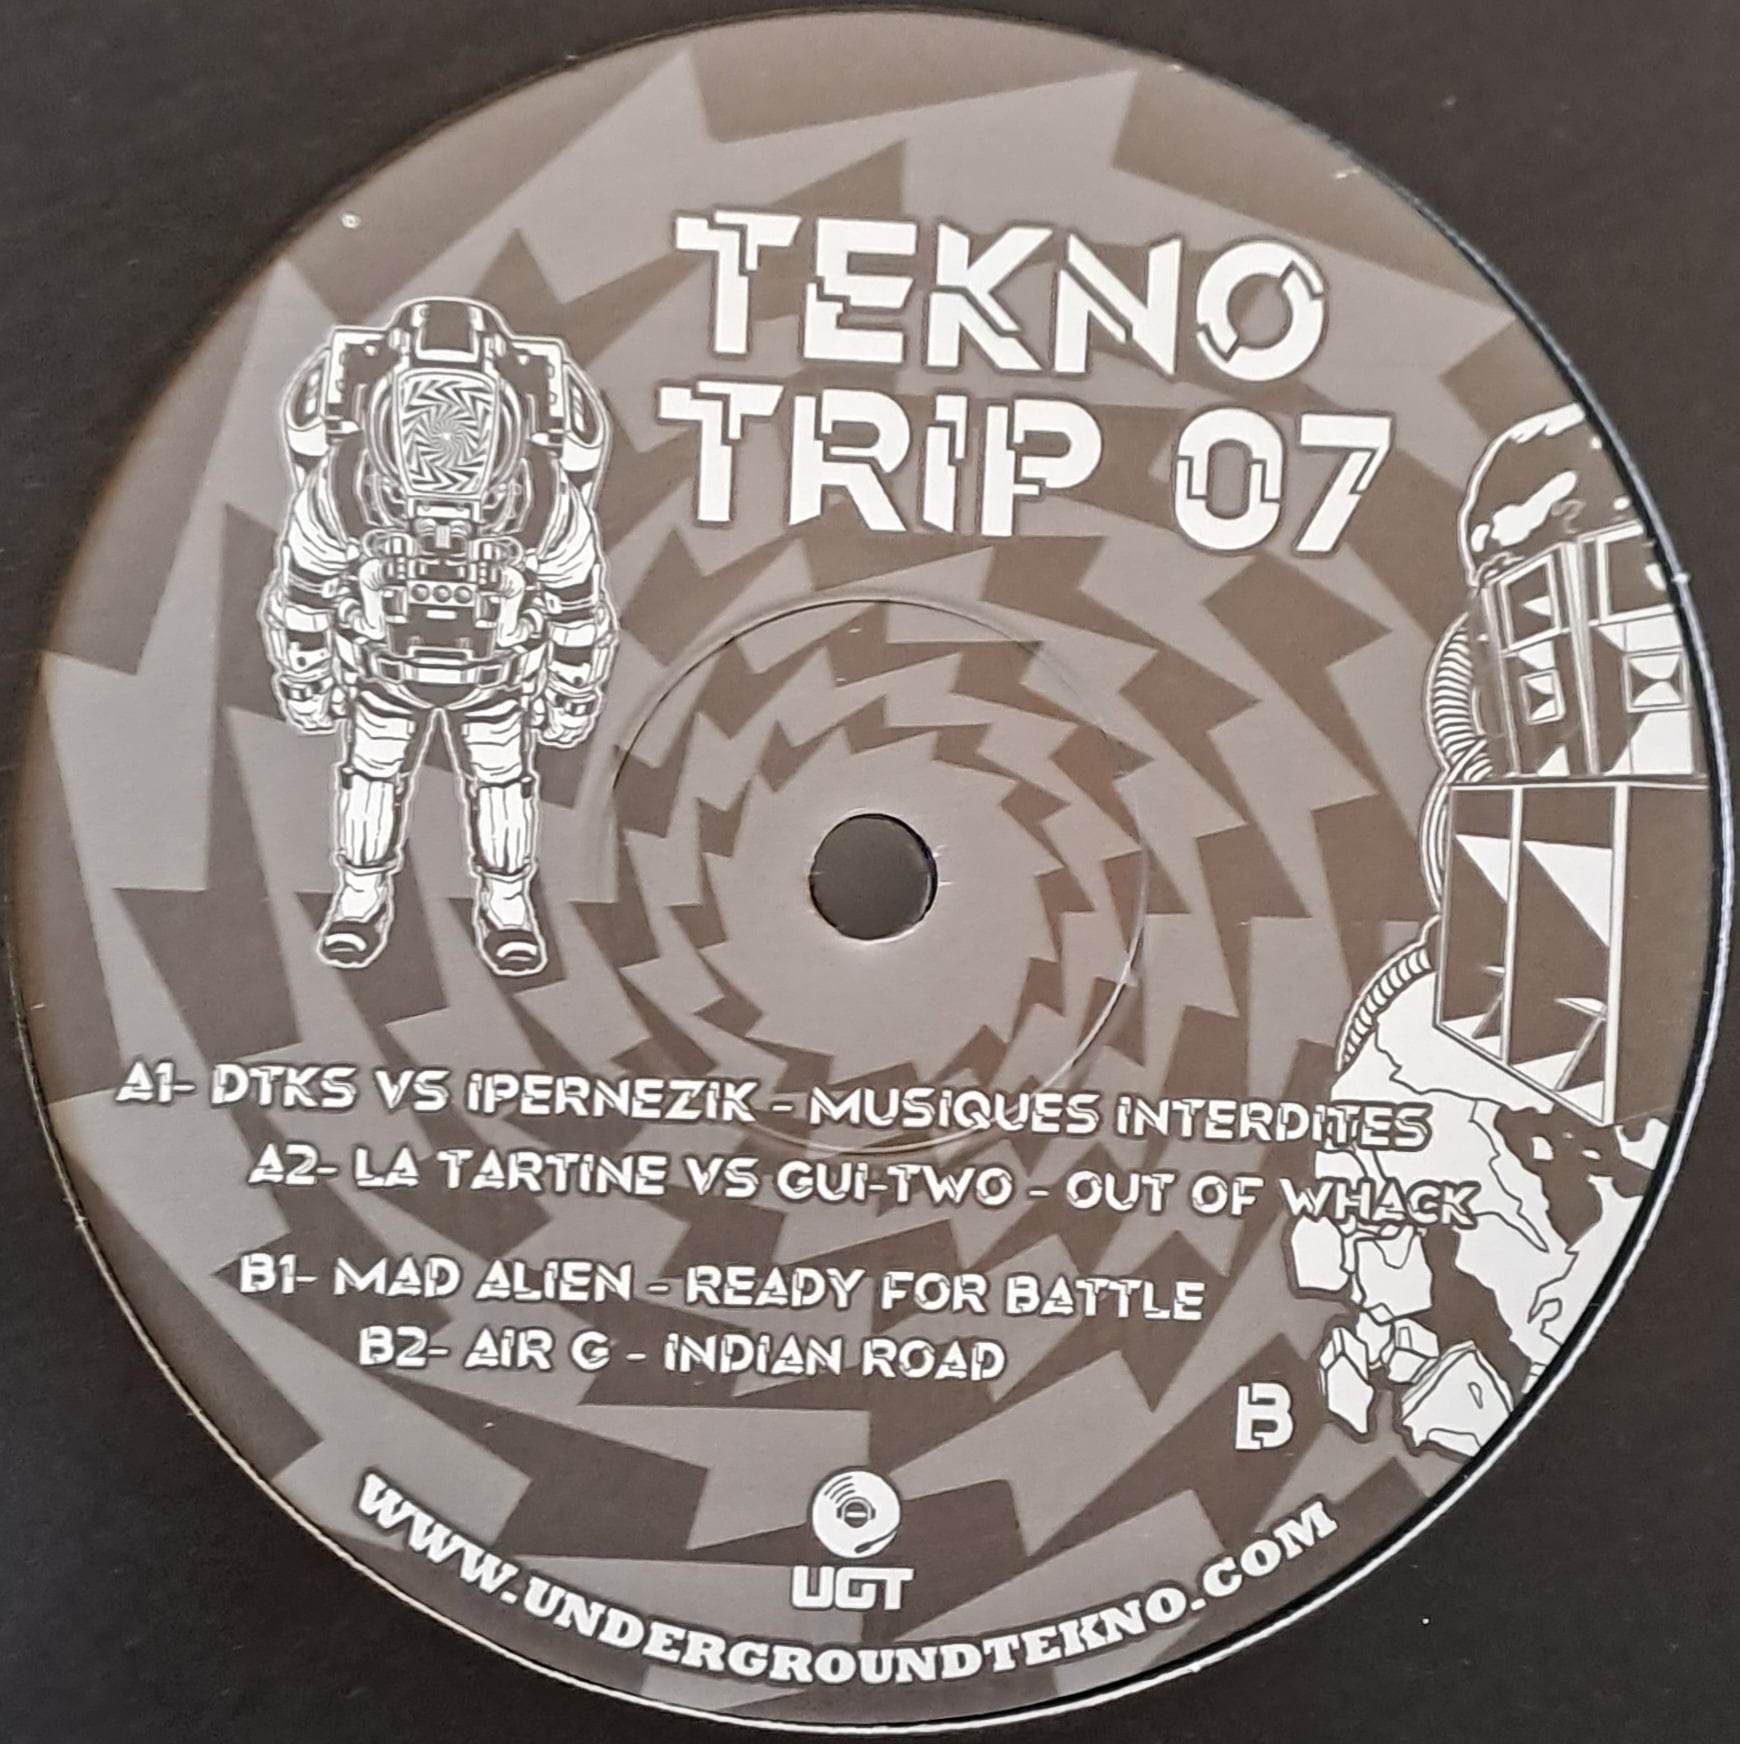 TEKNO
TRIP 07
A1- DTKS VS IPERNEZIK - MUSIQUES INTERDITES
A2- LA TARTINE VS GUI-TWO - OUT OF WHACK
B1- MAD ALIEN - READY FOR BATTLE
B2- AIR G - INDIAN ROAD
B
UGT
WWW.UNDERGROUNDTEKNO.COM